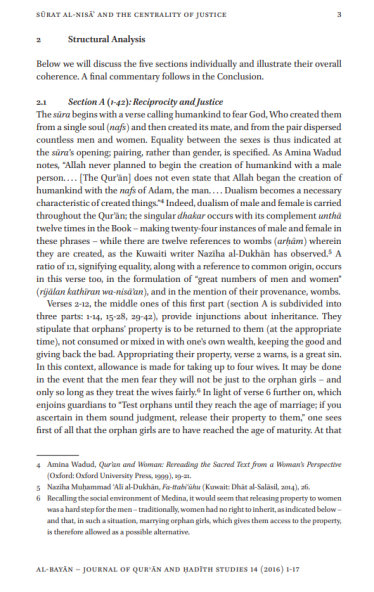 SŪRAT AL-NISĀʾ AND THE CENTRALITY OF JUSTICE 3
2 Structural Analysis
Below we will discuss the five sections individually and illustrate their overall
coherence. A final commentary follows in the Conclusion.
2.1 Section A (1-42): Reciprocity and Justice
The sūra begins with a verse calling humankind to fear God, Who created them
from a single soul (nafs) and then created its mate, and from the pair dispersed
countless men and women. Equality between the sexes is thus indicated at
the sūra's opening; pairing, rather than gender, is specified. As Amina Wadud
notes, “Allah never planned to begin the creation of humankind with a male
person.… [The Qurʾān] does not even state that Allah began the creation of
humankind with the nafs of Adam, the man.… Dualism becomes a necessary
characteristic of created things.”4 Indeed, dualism of male and female is carried
throughout the Qurʾān; the singular dhakar occurs with its complement unthā
twelve times in the Book – making twenty-four instances of male and female in
these phrases – while there are twelve references to wombs (arḥām) wherein
they are created, as the Kuwaiti writer Naziha al-Dukhān has observed.5 A
ratio of 1:1, signifying equality, along with a reference to common origin, occurs
in this verse too, in the formulation of “great numbers of men and women”
(rijālan kathīran wa-nisāʾan), and in the mention of their provenance, wombs.
Verses 2-12, the middle ones of this first part (section A is subdivided into
three parts: 1-14, 15-28, 29-42), provide injunctions about inheritance. They
stipulate that orphans' property is to be returned to them (at the appropriate
time), not consumed or mixed in with one's own wealth, keeping the good and
giving back the bad. Appropriating their property, verse 2 warns, is a great sin.
In this context, allowance is made for taking up to four wives. It may be done
in the event that the men fear they will not be just to the orphan girls – and
only so long as they treat the wives fairly.6 In light of verse 6 further on, which
enjoins guardians to “Test orphans until they reach the age of marriage; if you
ascertain in them sound judgment, release their property to them,” one sees
first of all that the orphan girls are to have reached the age of maturity. At that
4 Amina Wadud, Qurʾan and Woman: Rereading the Sacred Text from a Woman's Perspective
(Oxford: Oxford University Press, 1999), 19-21.
5 Naziha Muḥammad ʿAlī al-Dukhān, Fa-ttabiʿūhu (Kuwait: Dhāt al-Salāsil, 2014), 26.
6 Recalling the social environment of Medina, it would seem that releasing property to women
was a hard step for the men – traditionally, women had no right to inherit, as indicated below –
and that, in such a situation, marrying orphan girls, which gives them access to the property,
is therefore allowed as a possible alternative.
AL-BAYĀN – JOURNAL OF QURʾĀN AND ḤADĪTH STUDIES 14 (2016) 1-17